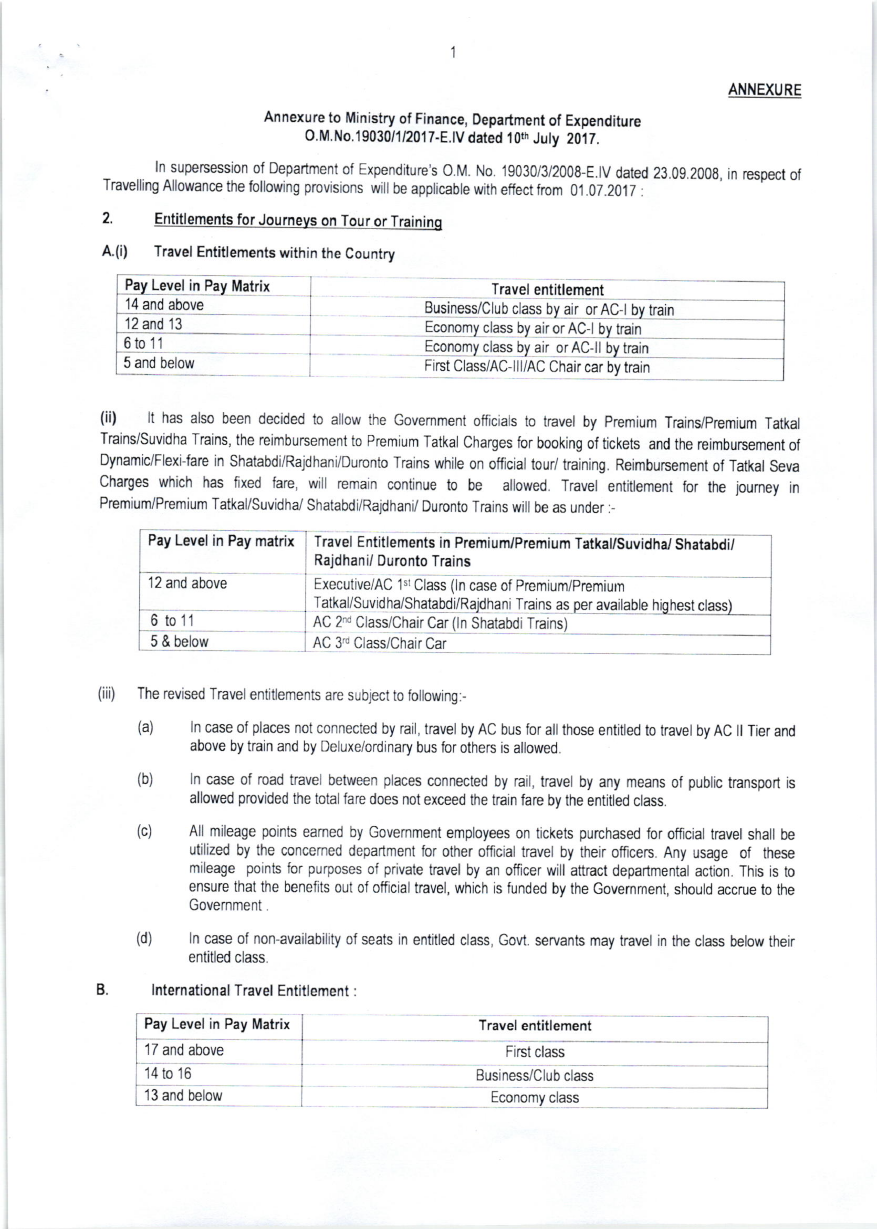 1
ANNEXURE
Annexure to Ministry of Finance, Department of Expenditure
O.M.No.19030/1/2017-E.IV dated 10th July 2017.
In supersession of Department of Expenditure's O.M. No. 19030/3/2008-E.IV dated 23.09.2008, in respect of
Travelling Allowance the following provisions will be applicable with effect from 01.07.2017 :
2. Entitlements for Journeys on Tour or Training
A.(i) Travel Entitlements within the Country
Pay Level in Pay Matrix Travel entitlement
14 and above Business/Club class by air or AC-I by train
12 and 13 Economy class by air or AC-I by train
6 to 11 Economy class by air or AC-II by train
5 and below First Class/AC-III/AC Chair car by train
(ii) It has also been decided to allow the Government officials to travel by Premium Trains/Premium Tatkal
Trains/Suvidha Trains, the reimbursement to Premium Tatkal Charges for booking of tickets and the reimbursement of
Dynamic/Flexi-fare in Shatabdi/Rajdhani/Duronto Trains while on official tour/ training. Reimbursement of Tatkal Seva
Charges which has fixed fare, will remain continue to be allowed. Travel entitlement for the journey in
Premium/Premium Tatkal/Suvidha/ Shatabdi/Rajdhani/ Duronto Trains will be as under :-
Pay Level in Pay matrix Travel Entitlements in Premium/Premium Tatkal/Suvidha/ Shatabdi/
Rajdhani/ Duronto Trains
12 and above Executive/AC 1st Class (In case of Premium/Premium
Tatkal/Suvidha/Shatabdi/Rajdhani Trains as per available highest class)
6 to 11 AC 2nd Class/Chair Car (In Shatabdi Trains)
5 & below AC 3rd Class/Chair Car
(iii) The revised Travel entitlements are subject to following:-
(a) In case of places not connected by rail, travel by AC bus for all those entitled to travel by AC II Tier and
above by train and by Deluxe/ordinary bus for others is allowed.
(b) In case of road travel between places connected by rail, travel by any means of public transport is
allowed provided the total fare does not exceed the train fare by the entitled class.
(c) All mileage points earned by Government employees on tickets purchased for official travel shall be
utilized by the concerned department for other official travel by their officers. Any usage of these
mileage points for purposes of private travel by an officer will attract departmental action. This is to
ensure that the benefits out of official travel, which is funded by the Government, should accrue to the
Government .
(d) In case of non-availability of seats in entitled class, Govt. servants may travel in the class below their
entitled class.
B. International Travel Entitlement :
Pay Level in Pay Matrix Travel entitlement
17 and above First class
14 to 16 Business/Club class
13 and below Economy class